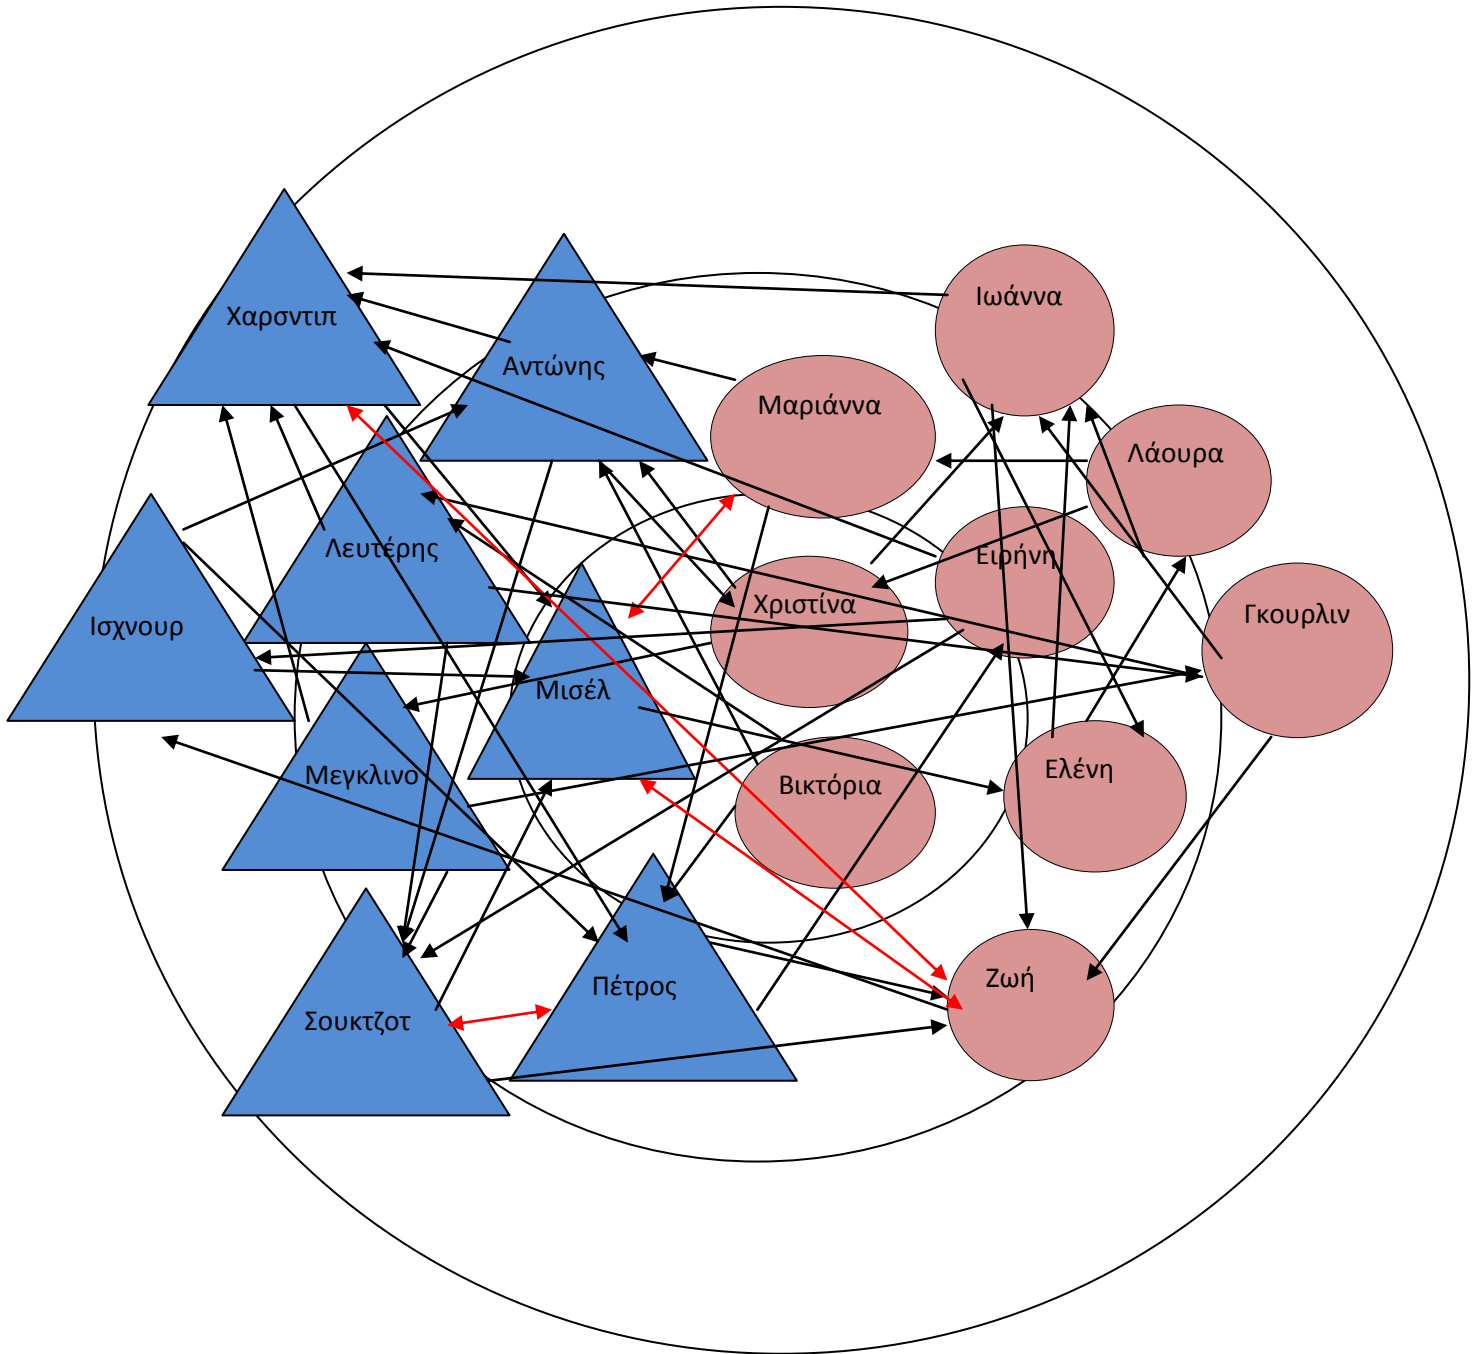 Ιωάννα
Χαρσντιπ
Αντώνης
Μαριάννα
Λάουρα
Λευτέρης
Ειρήνη
Χριστίνα
Γκουρλιν
Ισχνουρ
Μισέλ
Μεγκλινο
Βικτόρια
Ελένη
Ζωή
Πέτρος
Σουκτζοτ